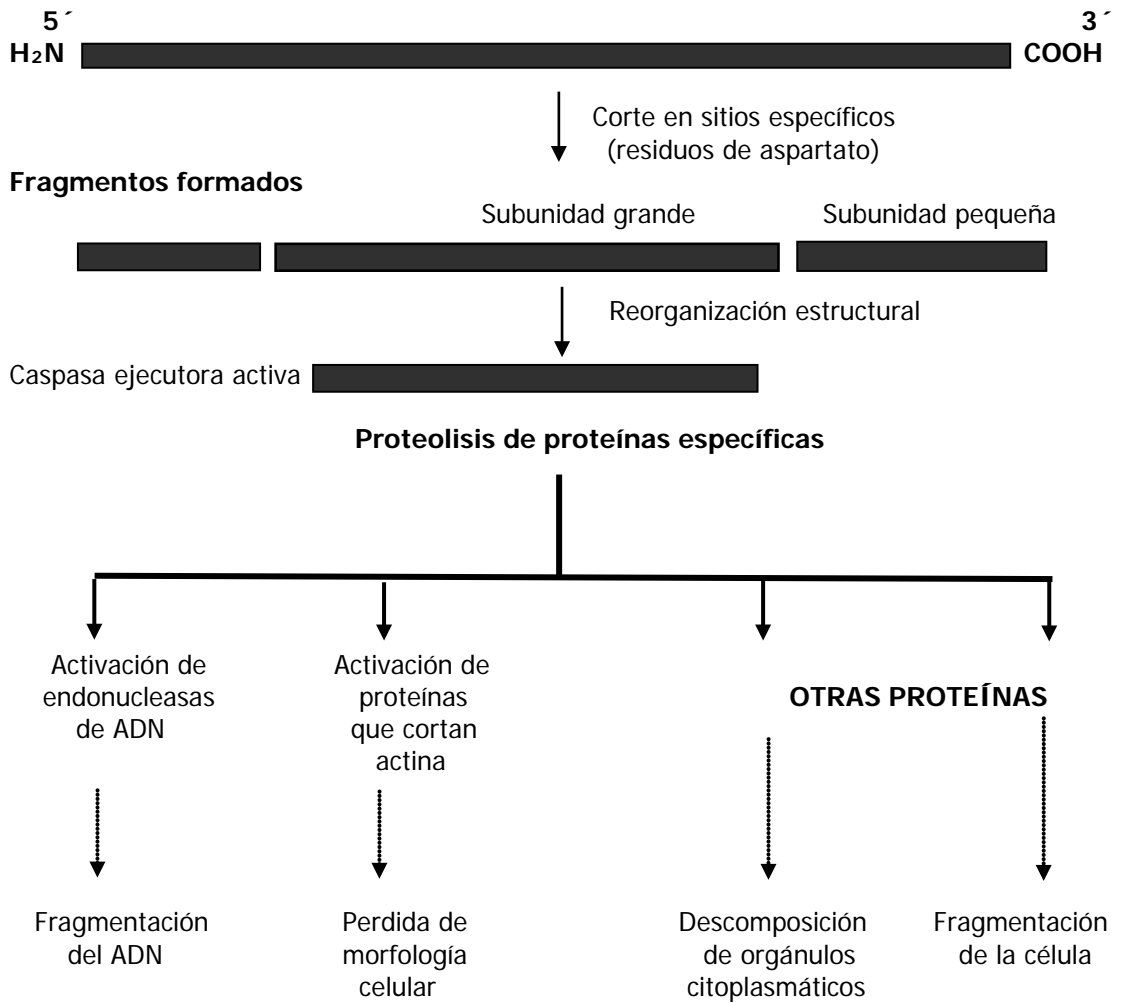 5´ 3´
H₂N COOH
Corte en sitios específicos
(residuos de aspartato)
Fragmentos formados
Subunidad grande Subunidad pequeña
Reorganización estructural
Caspasa ejecutora activa
Proteolisis de proteínas específicas
Activación de
endonucleasas
de ADN
Activación de
proteínas
que cortan
actina
OTRAS PROTEÍNAS
Fragmentación
del ADN
Perdida de
morfología
celular
Descomposición
de orgánulos
citoplasmáticos
Fragmentación
de la célula